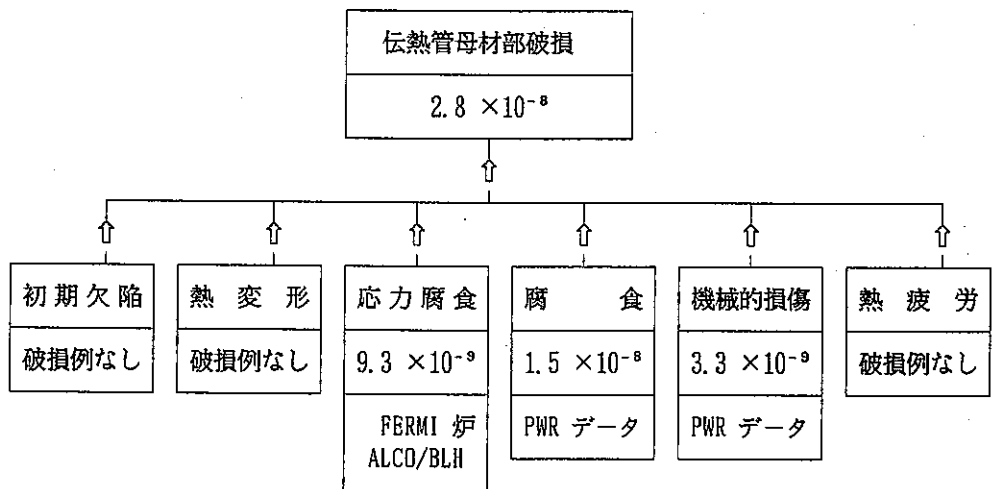 伝熱管母材部破損
2.8 ×10⁻⁸
初期欠陥
破損例なし
熱変形
破損例なし
応力腐食
9.3 ×10⁻⁹
FERMI 炉
ALCO/BLH
腐食
1.5 ×10⁻⁸
PWR データ
機械的損傷
3.3 ×10⁻⁹
PWR データ
熱疲労
破損例なし